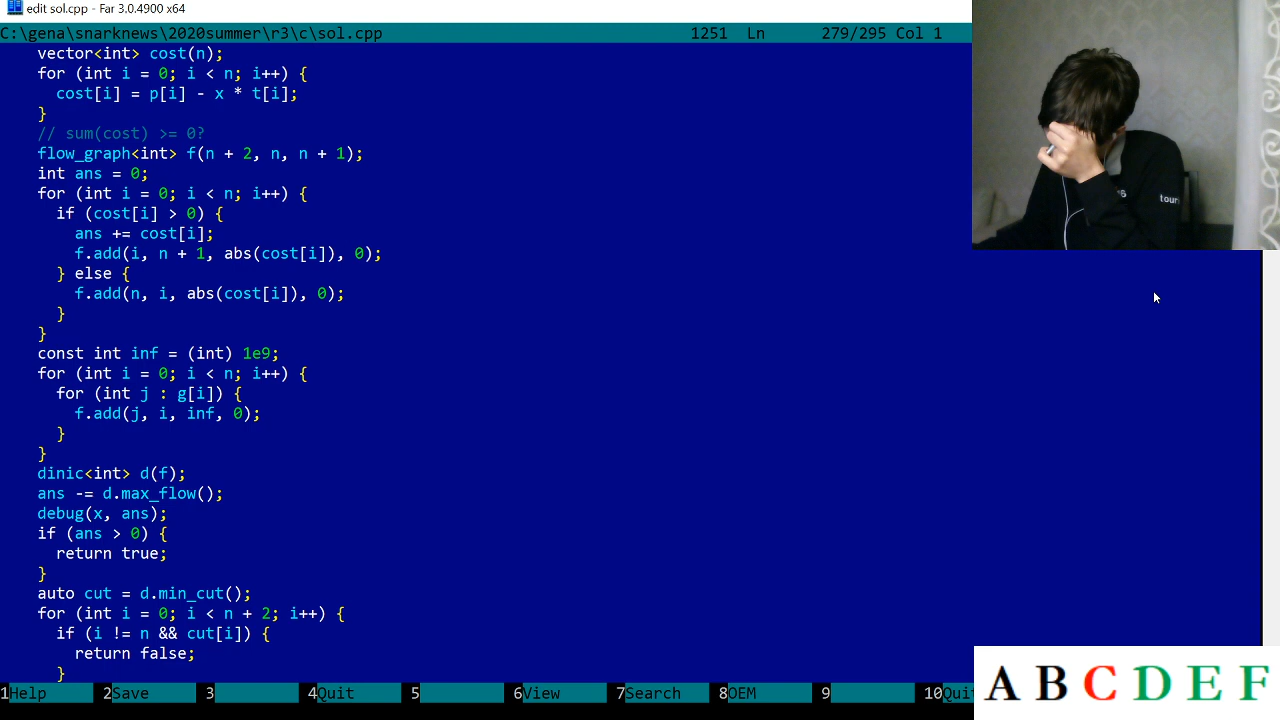 edit sol.cpp - Far 3.0.4900 x64
C:\gena\snarknews\2020summer\r3\c\sol.cpp 1251 Ln 279/295 Col 1
vector<int> cost(n);
for (int i = 0; i < n; i++) {
cost[i] = p[i] - x * t[i];
}
// sum(cost) >= 0?
flow_graph<int> f(n + 2, n, n + 1);
int ans = 0;
for (int i = 0; i < n; i++) {
if (cost[i] > 0) {
ans += cost[i];
f.add(i, n + 1, abs(cost[i]), 0);
} else {
f.add(n, i, abs(cost[i]), 0);
}
}
const int inf = (int) 1e9;
for (int i = 0; i < n; i++) {
for (int j : g[i]) {
f.add(j, i, inf, 0);
}
}
dinic<int> d(f);
ans -= d.max_flow();
debug(x, ans);
if (ans > 0) {
return true;
}
auto cut = d.min_cut();
for (int i = 0; i < n + 2; i++) {
if (i != n && cut[i]) {
return false;
}
1Help 2Save 3 4Quit 5 6View 7Search 8OEM 9 10Quit
A B C D E F